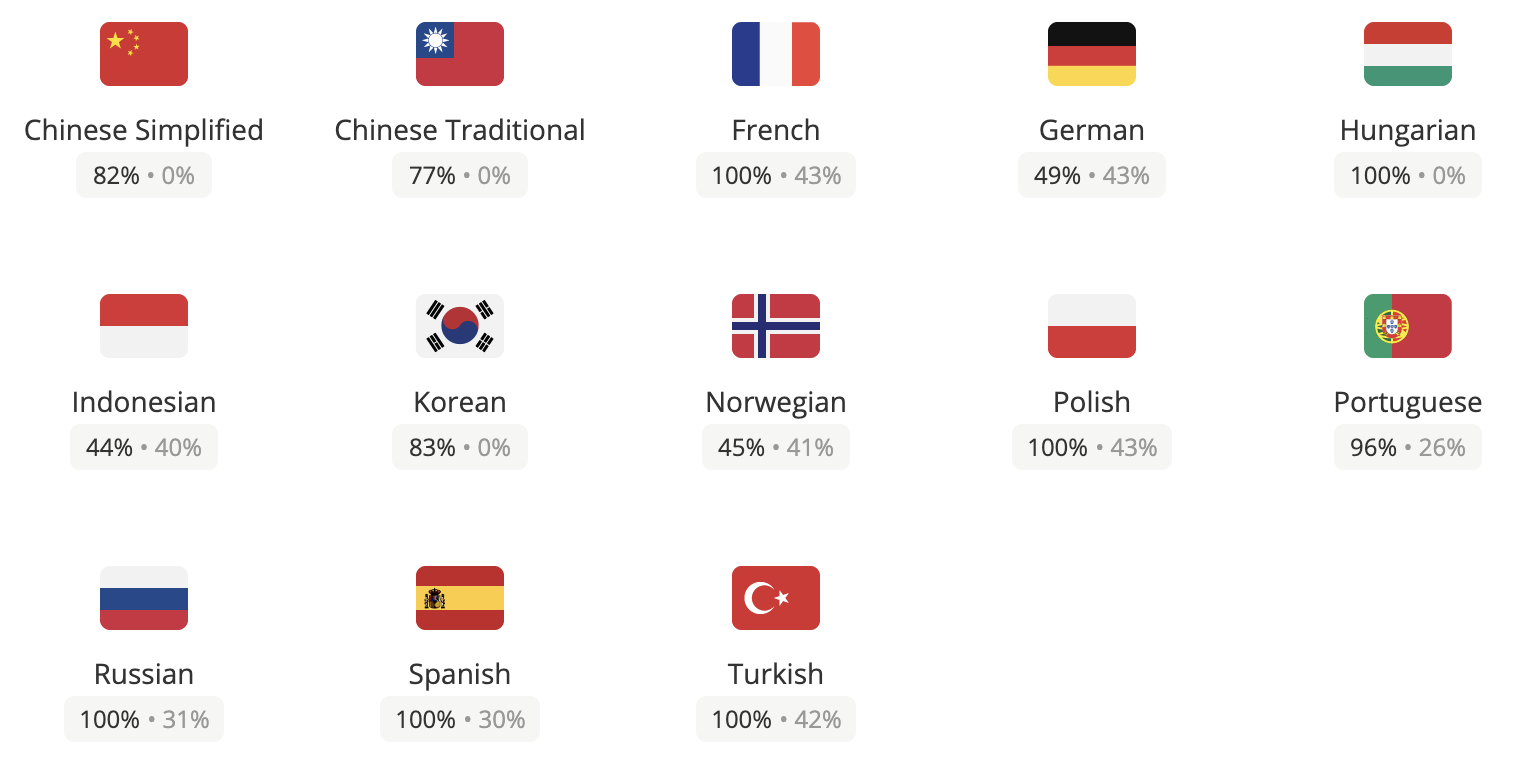 Chinese Simplified
82% • 0%
Chinese Traditional
77% • 0%
French
100% • 43%
German
49% • 43%
Hungarian
100% • 0%
Indonesian
44% • 40%
Korean
83% • 0%
Norwegian
45% • 41%
Polish
100% • 43%
Portuguese
96% • 26%
Russian
100% • 31%
Spanish
100% • 30%
Turkish
100% • 42%